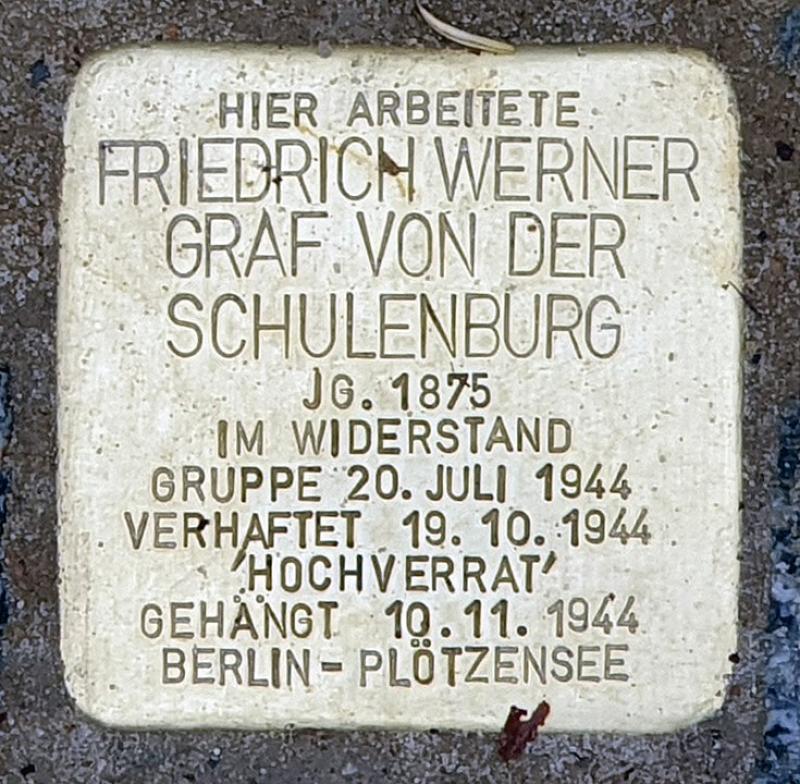 HIER ARBEITETE
FRIEDRICH WERNER
GRAF VON DER
SCHULENBURG
JG. 1875
IM WIDERSTAND
GRUPPE 20. JULI 1944
VERHAFTET 19. 10. 1944
'HOCHVERRAT'
GEHÄNGT 10. 11. 1944
BERLIN - PLÖTZENSEE